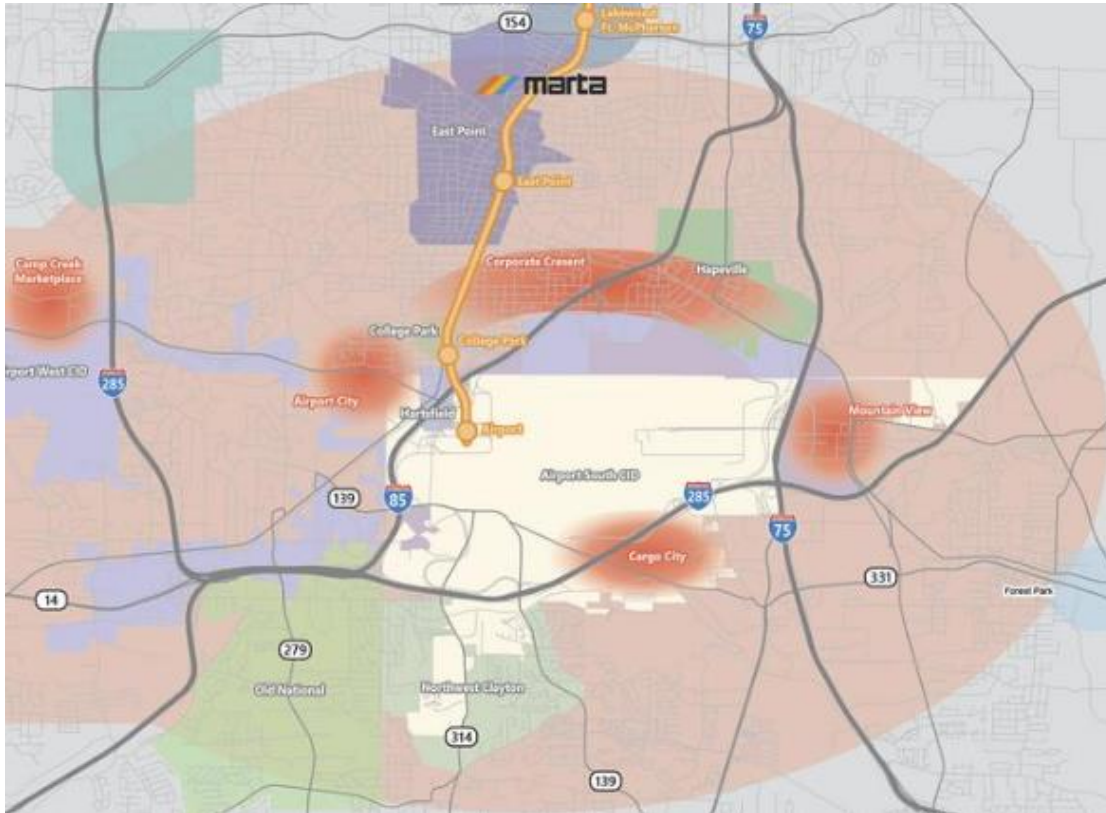 154
Lakewood
Ft. McPherson
75
marta
East Point
East Point
Camp Creek
Marketplace
Corporate Cresent
Hapeville
College Park
College Park
rport West CID
285
Airport City
Hartsfield
Airport
Mountain View
Airport South CID
139
85
285
75
Cargo City
14
331
Forest Park
279
Old National
Northwest Clayton
314
139